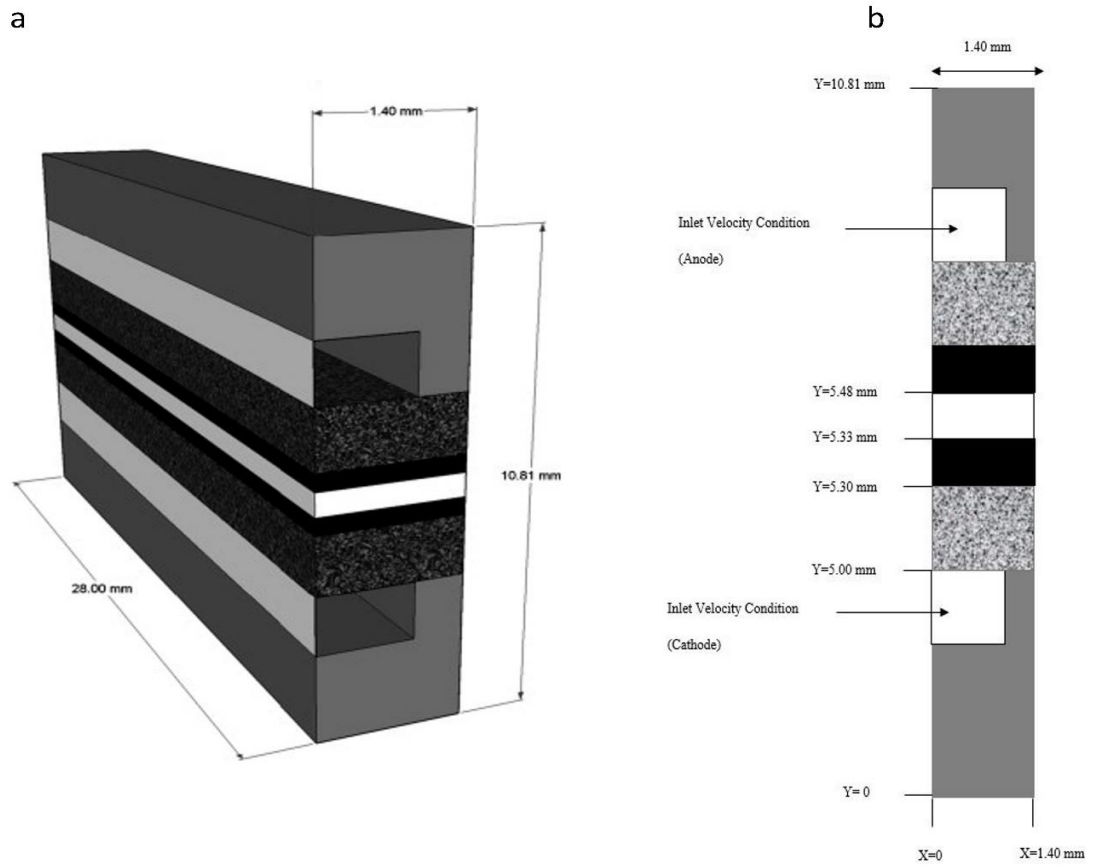 a
1.40 mm
10.81 mm
28.00 mm
b
1.40 mm
Y=10.81 mm
Inlet Velocity Condition
(Anode)
Y=5.48 mm
Y=5.33 mm
Y=5.30 mm
Y=5.00 mm
Inlet Velocity Condition
(Cathode)
Y= 0
X=0
X=1.40 mm